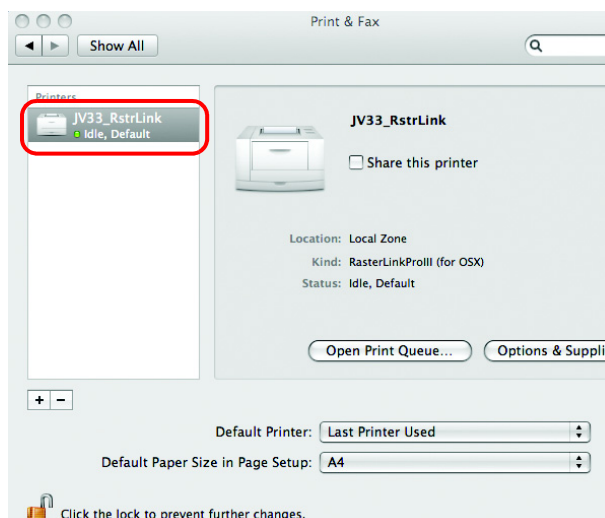 Print & Fax
Show All
Printers
JV33_RstrLink
Idle, Default
JV33_RstrLink
Share this printer
Location: Local Zone
Kind: RasterLinkProIII (for OSX)
Status: Idle, Default
Open Print Queue... Options & Suppli
+ −
Default Printer: Last Printer Used
Default Paper Size in Page Setup: A4
Click the lock to prevent further changes.